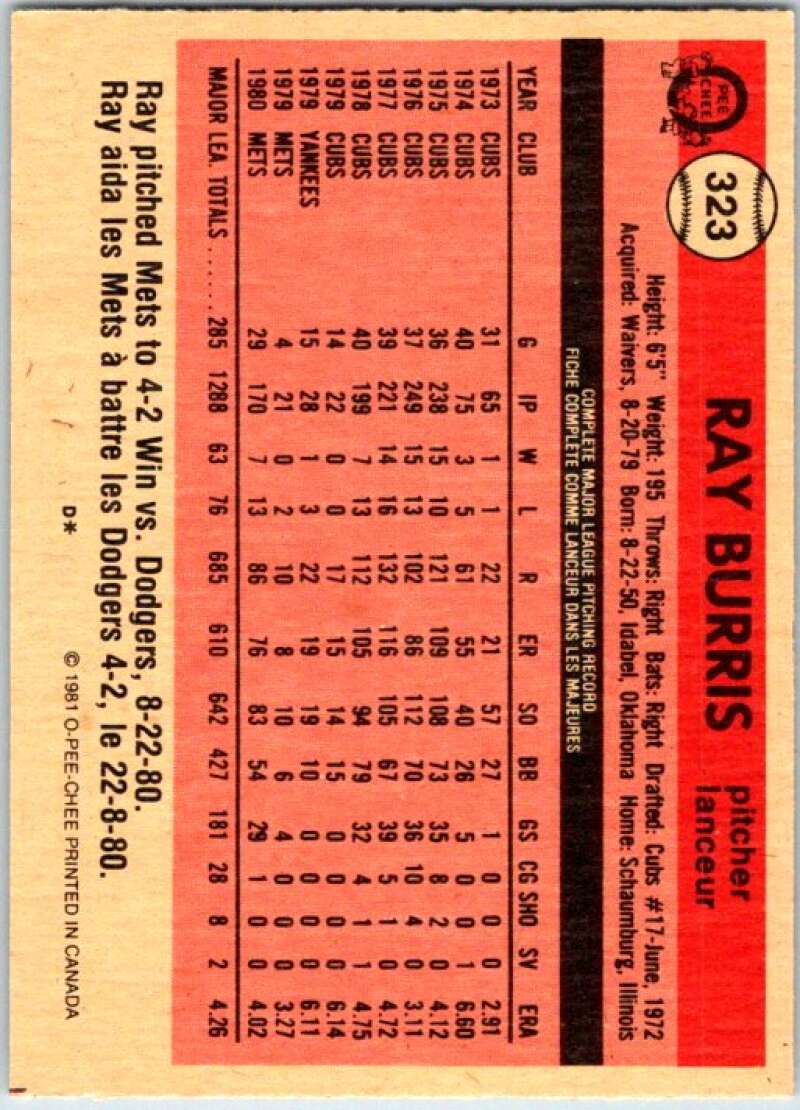 O PEE CHEE
323
RAY BURRIS
pitcher
lanceur
Height: 6'5" Weight: 195 Throws: Right Bats: Right Drafted: Cubs #17-June, 1972
Acquired: Waivers, 8-20-79 Born: 8-22-50, Idabel, Oklahoma Home: Schaumburg, Illinois
COMPLETE MAJOR LEAGUE PITCHING RECORD
FICHE COMPLETE COMME LANCEUR DANS LES MAJEURES
YEAR CLUB G IP W L R ER SO BB GS CG SHO SV ERA
1973 CUBS 31 65 1 1 22 21 57 27 1 0 0 0 2.91
1974 CUBS 40 75 3 5 61 55 40 26 5 0 0 1 6.60
1975 CUBS 36 238 15 10 121 109 108 73 35 8 2 0 4.12
1976 CUBS 37 249 15 13 102 86 112 70 36 10 4 0 3.11
1977 CUBS 39 221 14 16 132 116 105 67 39 5 1 0 4.72
1978 CUBS 40 199 7 13 112 105 94 79 32 4 1 1 4.75
1979 CUBS 14 22 0 0 17 15 14 15 0 0 0 0 6.14
1979 YANKEES 15 28 1 3 22 19 19 10 0 0 0 0 6.11
1979 METS 4 21 0 2 10 8 10 6 4 0 0 0 3.27
1980 METS 29 170 7 13 86 76 83 54 29 1 0 0 4.02
MAJOR LEA. TOTALS ...... 285 1288 63 76 685 610 642 427 181 28 8 2 4.26
Ray pitched Mets to 4-2 Win vs. Dodgers, 8-22-80.
Ray aida les Mets à battre les Dodgers 4-2, le 22-8-80.
D* © 1981 O-PEE-CHEE PRINTED IN CANADA